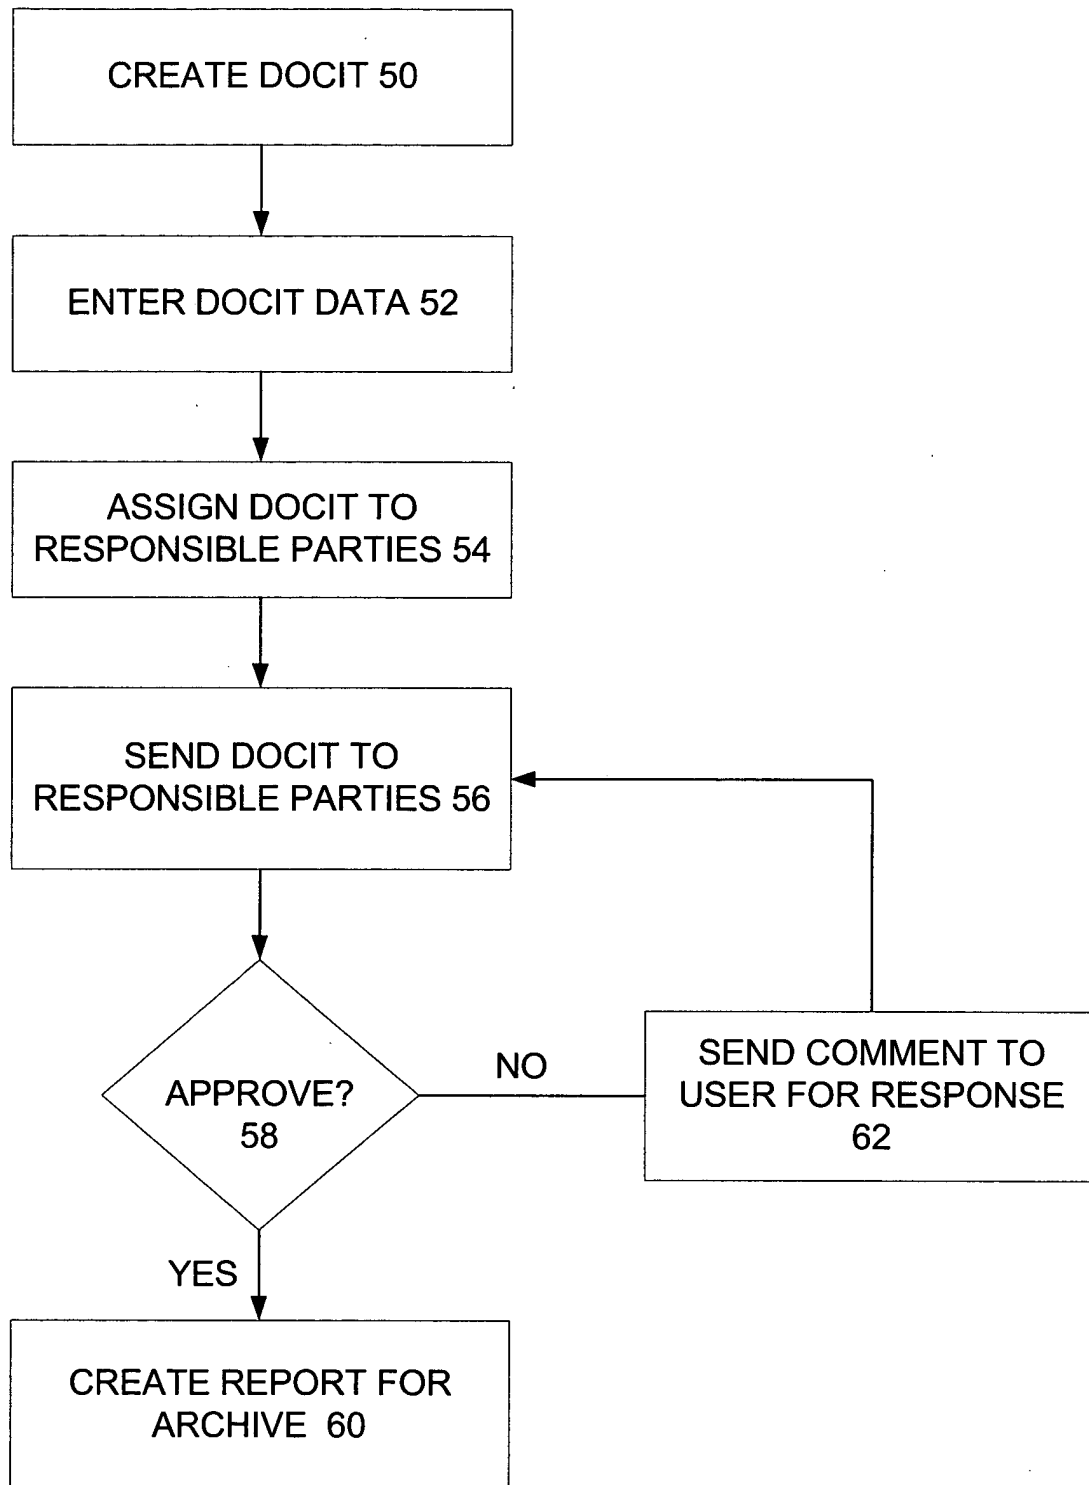 CREATE DOCIT 50
ENTER DOCIT DATA 52
ASSIGN DOCIT TO
RESPONSIBLE PARTIES 54
SEND DOCIT TO
RESPONSIBLE PARTIES 56
APPROVE?
58
NO
SEND COMMENT TO
USER FOR RESPONSE
62
YES
CREATE REPORT FOR
ARCHIVE 60